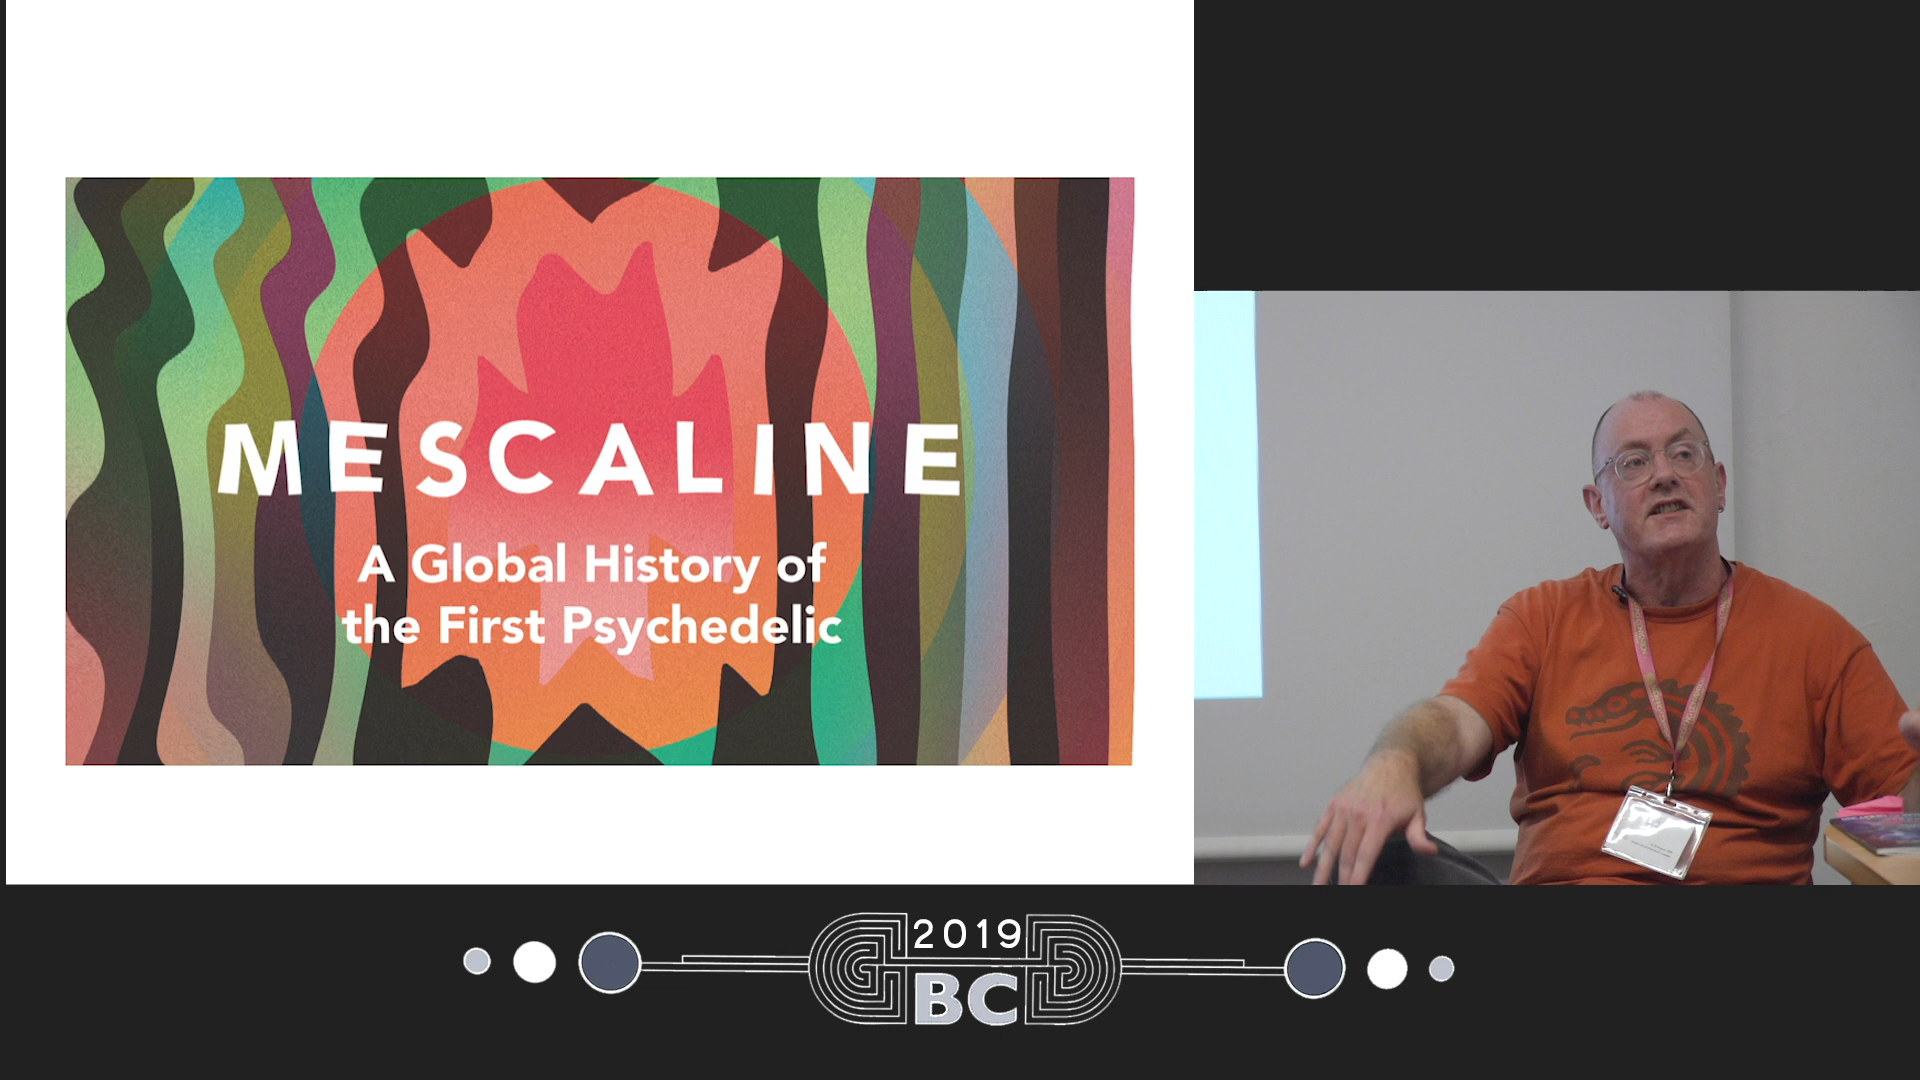 MESCALINE
A Global History of
the First Psychedelic
2019
BC